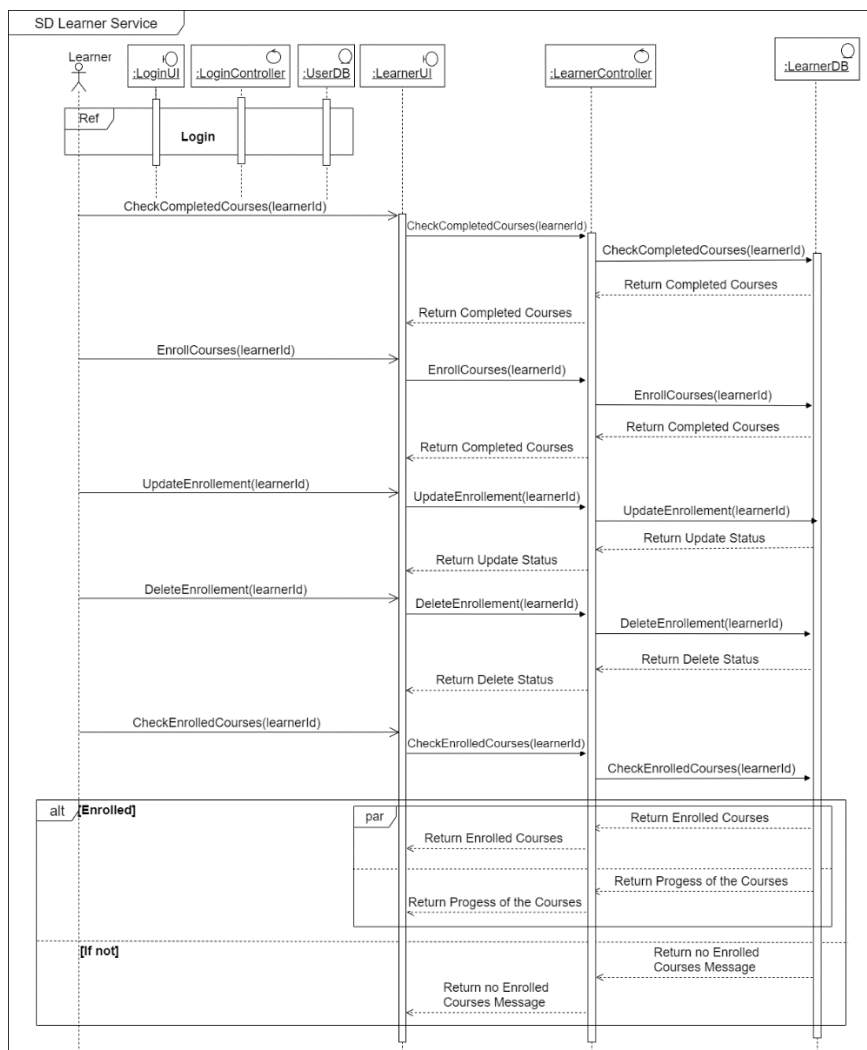 SD Learner Service
Learner
:LoginUI
:LoginController
:UserDB
:LearnerUI
:LearnerController
:LearnerDB
Ref
Login
CheckCompletedCourses(learnerId)
CheckCompletedCourses(learnerId)
CheckCompletedCourses(learnerId)
Return Completed Courses
Return Completed Courses
EnrollCourses(learnerId)
EnrollCourses(learnerId)
EnrollCourses(learnerId)
Return Completed Courses
Return Completed Courses
UpdateEnrollement(learnerId)
UpdateEnrollement(learnerId)
UpdateEnrollement(learnerId)
Return Update Status
Return Update Status
DeleteEnrollement(learnerId)
DeleteEnrollement(learnerId)
DeleteEnrollement(learnerId)
Return Delete Status
Return Delete Status
CheckEnrolledCourses(learnerId)
CheckEnrolledCourses(learnerId)
CheckEnrolledCourses(learnerId)
alt
[Enrolled]
par
Return Enrolled Courses
Return Enrolled Courses
Return Progess of the Courses
Return Progess of the Courses
[If not]
Return no Enrolled
Courses Message
Return no Enrolled
Courses Message